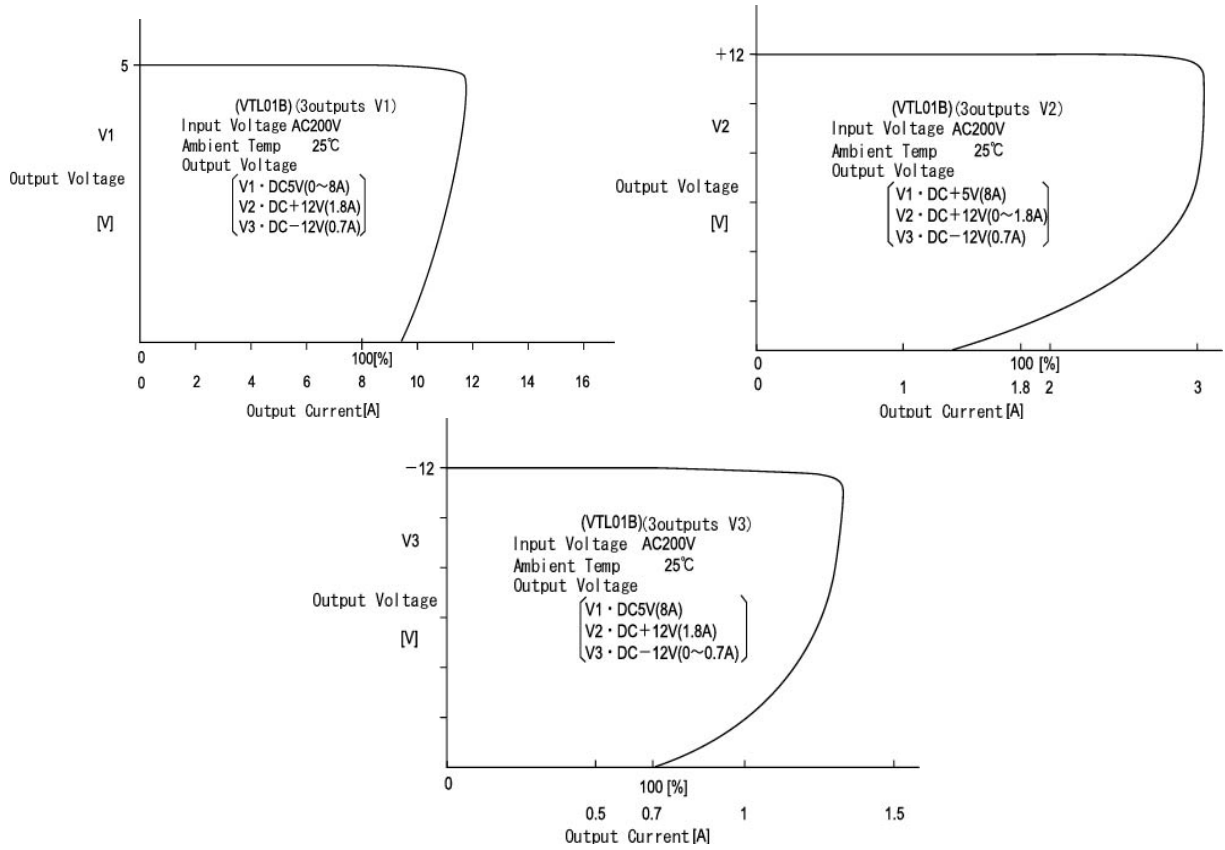 5
V1
Output Voltage
[V]
(VTL01B)(3outputs V1)
Input Voltage AC200V
Ambient Temp 25℃
Output Voltage
V1・DC5V(0～8A)
V2・DC+12V(1.8A)
V3・DC−12V(0.7A)
0 100[%]
0 2 4 6 8 10 12 14 16
Output Current[A]
+12
V2
Output Voltage
[V]
(VTL01B)(3outputs V2)
Input Voltage AC200V
Ambient Temp 25℃
Output Voltage
V1・DC+5V(8A)
V2・DC+12V(0～1.8A)
V3・DC−12V(0.7A)
0 100 [%]
0 1 1.8 2 3
Output Current[A]
−12
V3
Output Voltage
[V]
(VTL01B)(3outputs V3)
Input Voltage AC200V
Ambient Temp 25℃
Output Voltage
V1・DC5V(8A)
V2・DC+12V(1.8A)
V3・DC−12V(0～0.7A)
0 100 [%]
0.5 0.7 1 1.5
Output Current[A]